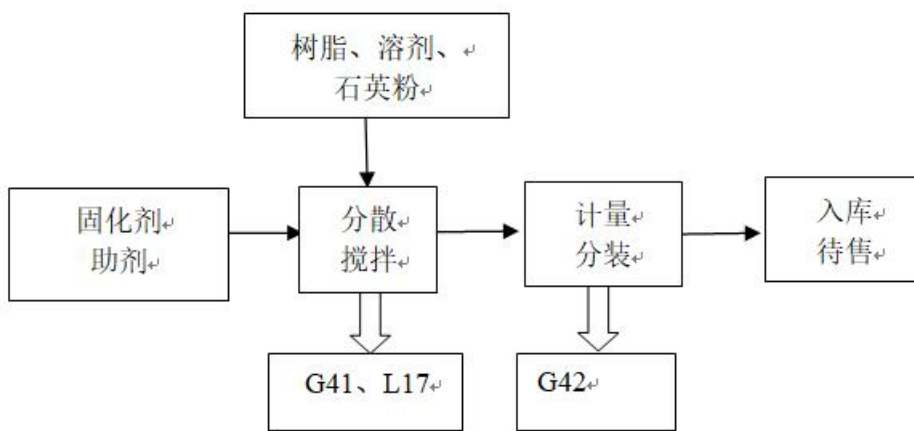 树脂、溶剂、
石英粉
固化剂
助剂
分散
搅拌
计量
分装
入库
待售
G41、L17
G42